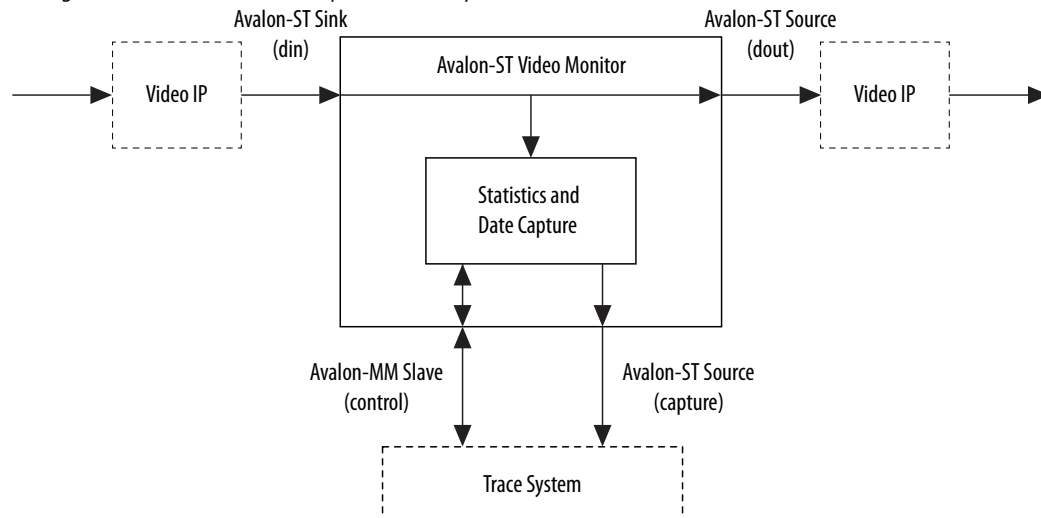 Avalon-ST Sink
(din)
Avalon-ST Source
(dout)
Avalon-ST Video Monitor
Video IP
Video IP
Statistics and
Date Capture
Avalon-MM Slave
(control)
Avalon-ST Source
(capture)
Trace System